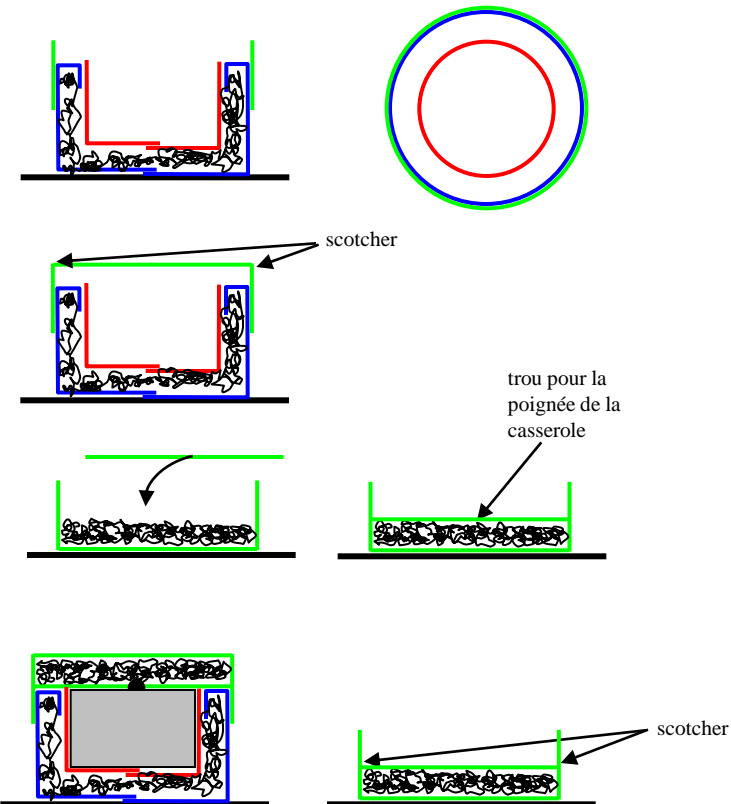 scotcher
trou pour la
poignée de la
casserole
scotcher